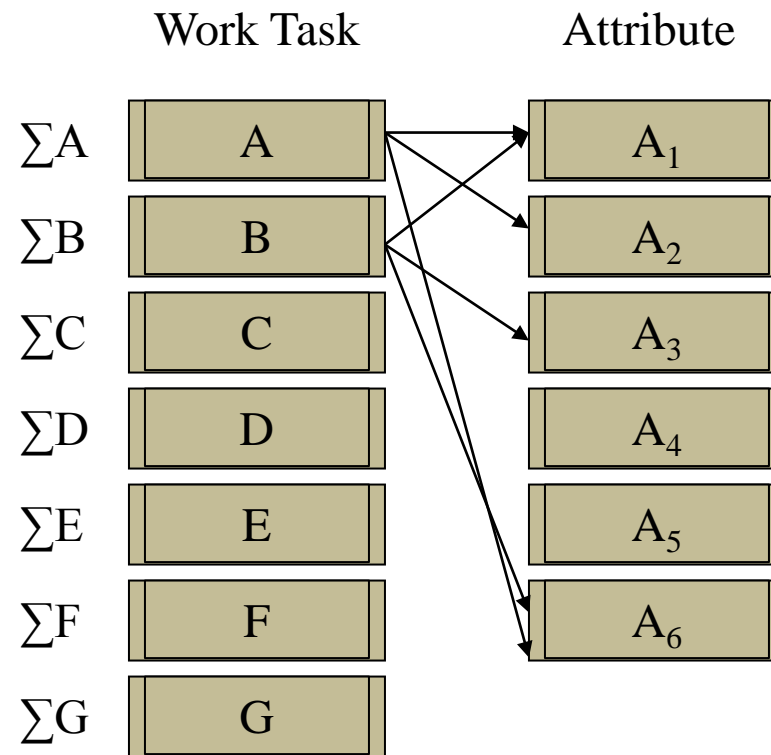 Work Task Attribute
∑A A A₁
∑B B A₂
∑C C A₃
∑D D A₄
∑E E A₅
∑F F A₆
∑G G